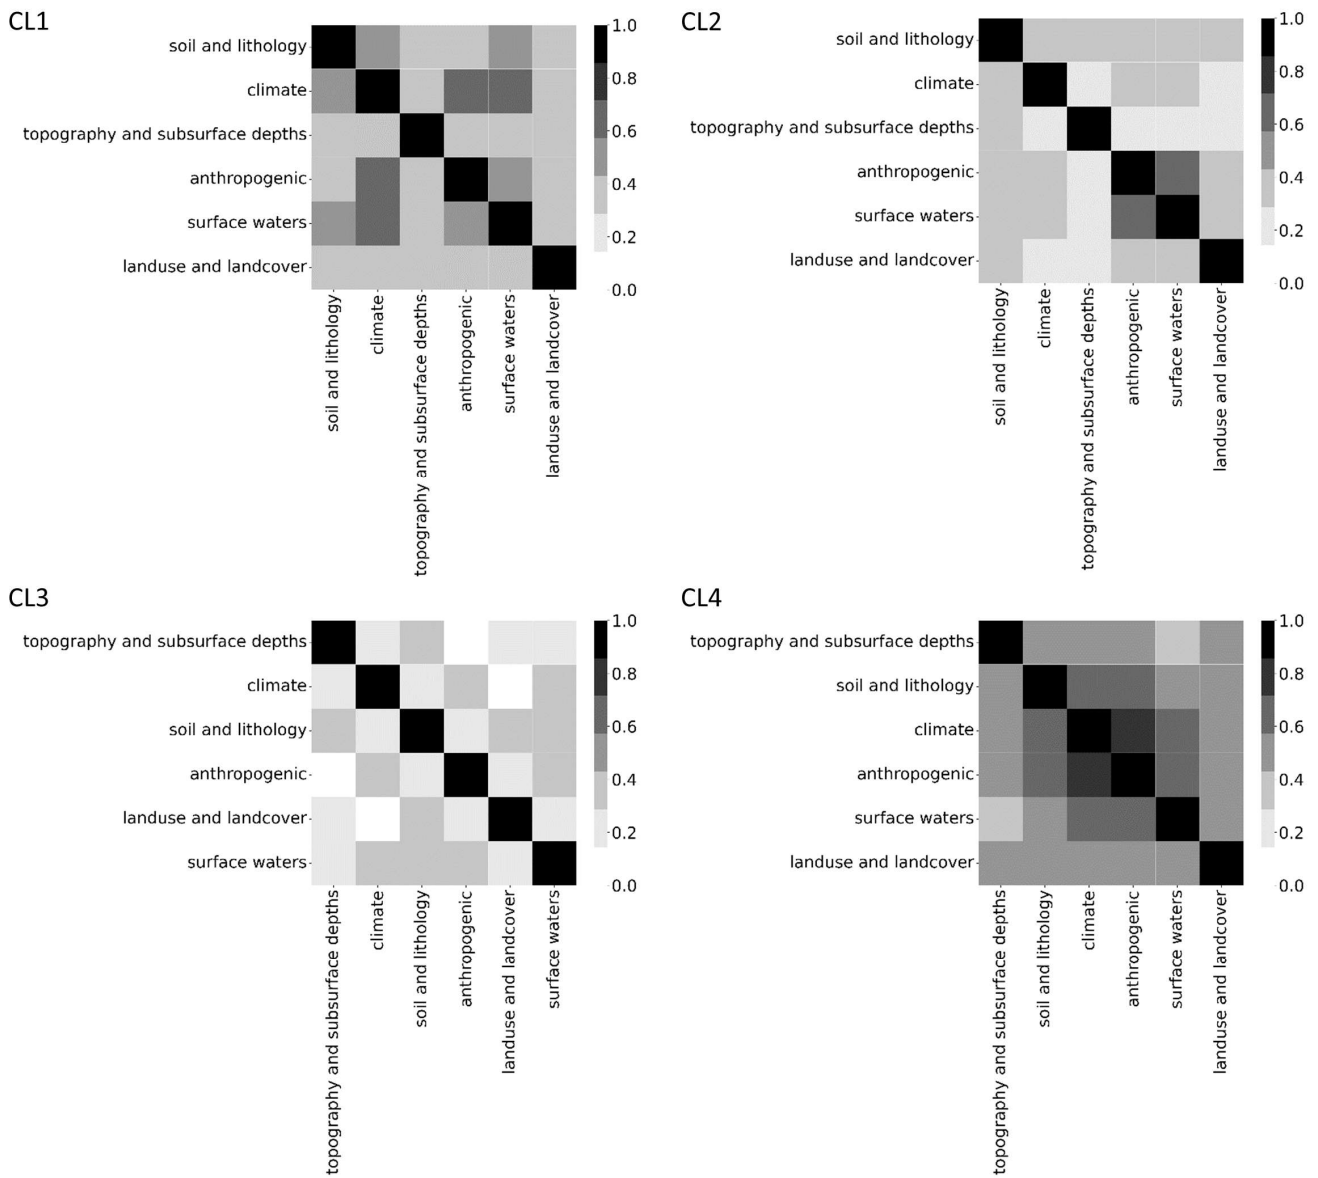 CL1
soil and lithology
climate
topography and subsurface depths
anthropogenic
surface waters
landuse and landcover
1.0
0.8
0.6
0.4
0.2
0.0
soil and lithology
climate
topography and subsurface depths
anthropogenic
surface waters
landuse and landcover
CL2
soil and lithology
climate
topography and subsurface depths
anthropogenic
surface waters
landuse and landcover
1.0
0.8
0.6
0.4
0.2
0.0
soil and lithology
climate
topography and subsurface depths
anthropogenic
surface waters
landuse and landcover
CL3
topography and subsurface depths
climate
soil and lithology
anthropogenic
landuse and landcover
surface waters
1.0
0.8
0.6
0.4
0.2
0.0
topography and subsurface depths
climate
soil and lithology
anthropogenic
landuse and landcover
surface waters
CL4
topography and subsurface depths
soil and lithology
climate
anthropogenic
surface waters
landuse and landcover
1.0
0.8
0.6
0.4
0.2
0.0
topography and subsurface depths
soil and lithology
climate
anthropogenic
surface waters
landuse and landcover